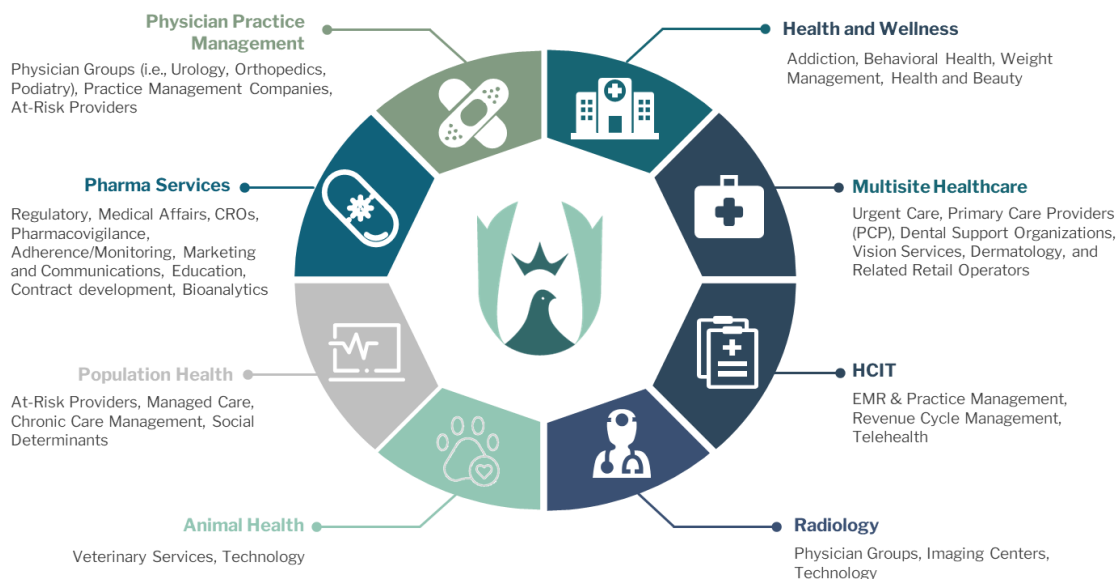 Physician Practice
Management
Physician Groups (i.e., Urology, Orthopedics,
Podiatry), Practice Management Companies,
At-Risk Providers
Health and Wellness
Addiction, Behavioral Health, Weight
Management, Health and Beauty
Pharma Services
Regulatory, Medical Affairs, CROs,
Pharmacovigilance,
Adherence/Monitoring, Marketing
and Communications, Education,
Contract development, Bioanalytics
Multisite Healthcare
Urgent Care, Primary Care Providers
(PCP), Dental Support Organizations,
Vision Services, Dermatology, and
Related Retail Operators
Population Health
At-Risk Providers, Managed Care,
Chronic Care Management, Social
Determinants
HCIT
EMR & Practice Management,
Revenue Cycle Management,
Telehealth
Animal Health
Veterinary Services, Technology
Radiology
Physician Groups, Imaging Centers,
Technology